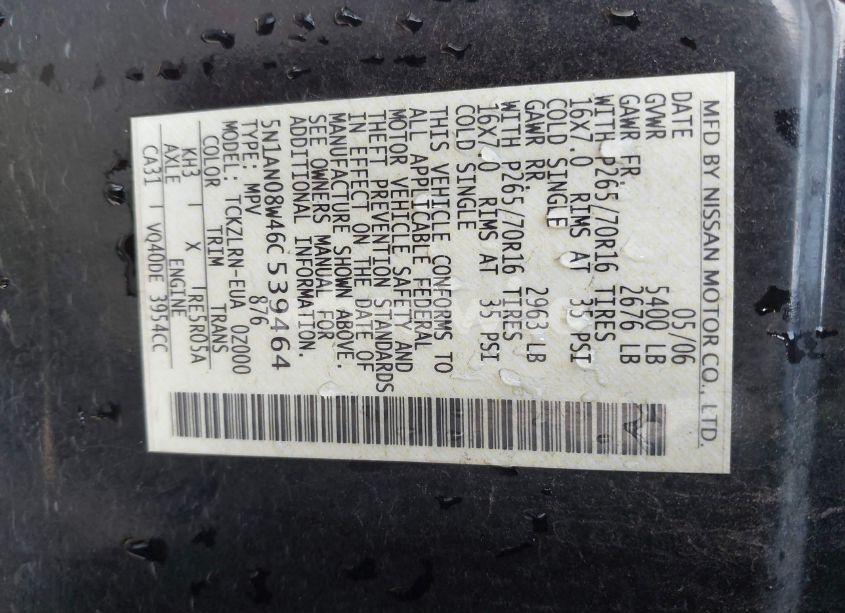 MFD BY NISSAN MOTOR CO., LTD.
DATE 05/06
GVWR 5400 LB
GAWR FR. 2676 LB
WITH P265/70R16 TIRES
16X7.0 RIMS AT 35 PSI
COLD SINGLE
GAWR RR. 2963 LB
WITH P265/70R16 TIRES
16X7.0 RIMS AT 35 PSI
COLD SINGLE
THIS VEHICLE CONFORMS TO
ALL APPLICABLE FEDERAL
MOTOR VEHICLE SAFETY AND
THEFT PREVENTION STANDARDS
IN EFFECT ON THE DATE OF
MANUFACTURE SHOWN ABOVE.
SEE OWNERS MANUAL FOR
ADDITIONAL INFORMATION.
5N1AN08W46C539464
TYPE: MPV 876
MODEL: TCKZLRN-EUA 0Z000
COLOR TRIM TRANS
KH3 | X |RE5R05A
AXLE ENGINE
CA31 | VQ40DE 3954CC